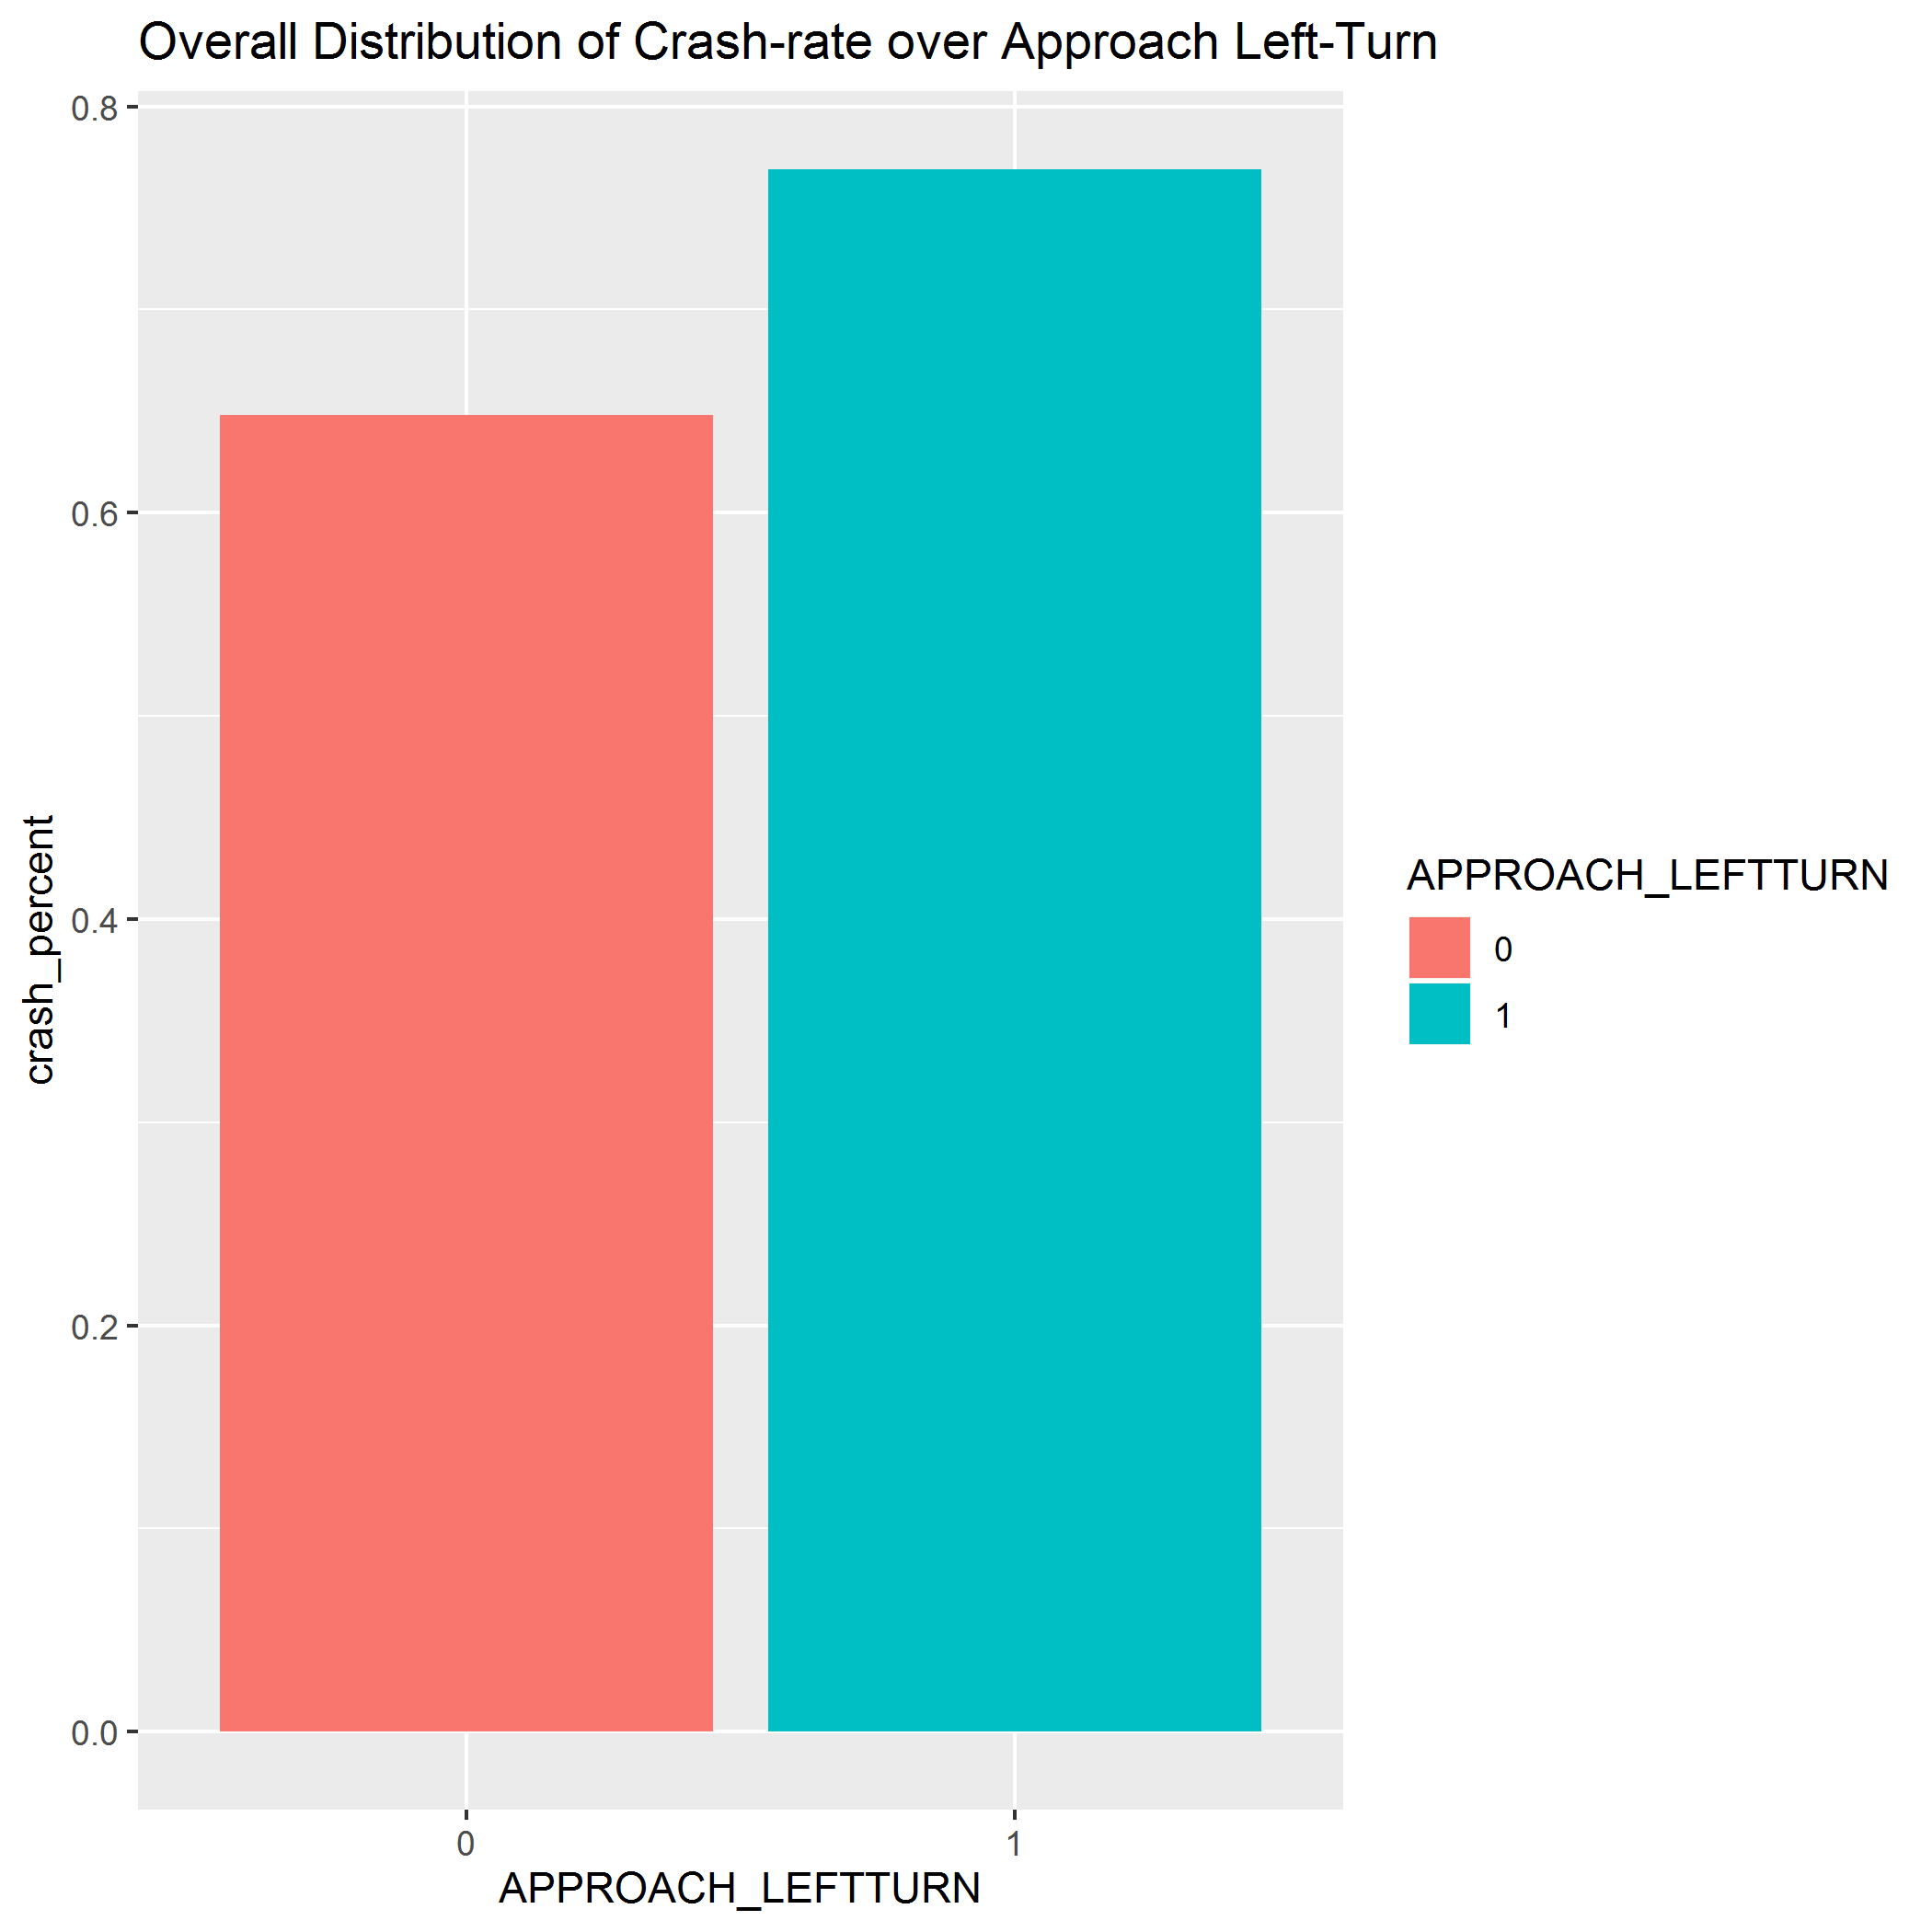 Overall Distribution of Crash-rate over Approach Left-Turn
0.8
0.6
0.4
0.2
0.0
crash_percent
0
1
APPROACH_LEFTTURN
APPROACH_LEFTTURN
0
1